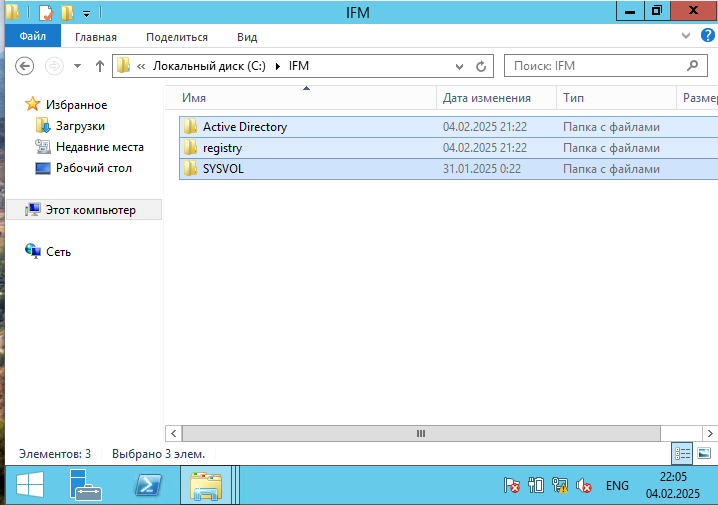 IFM
Файл Главная Поделиться Вид
« Локальный диск (C:) IFM Поиск: IFM
Имя Дата изменения Тип Размер
Избранное
Загрузки
Недавние места
Рабочий стол
Этот компьютер
Сеть
Active Directory 04.02.2025 21:22 Папка с файлами
registry 04.02.2025 21:22 Папка с файлами
SYSVOL 31.01.2025 0:22 Папка с файлами
Элементов: 3 Выбрано 3 элем.
ENG 22:05
04.02.2025